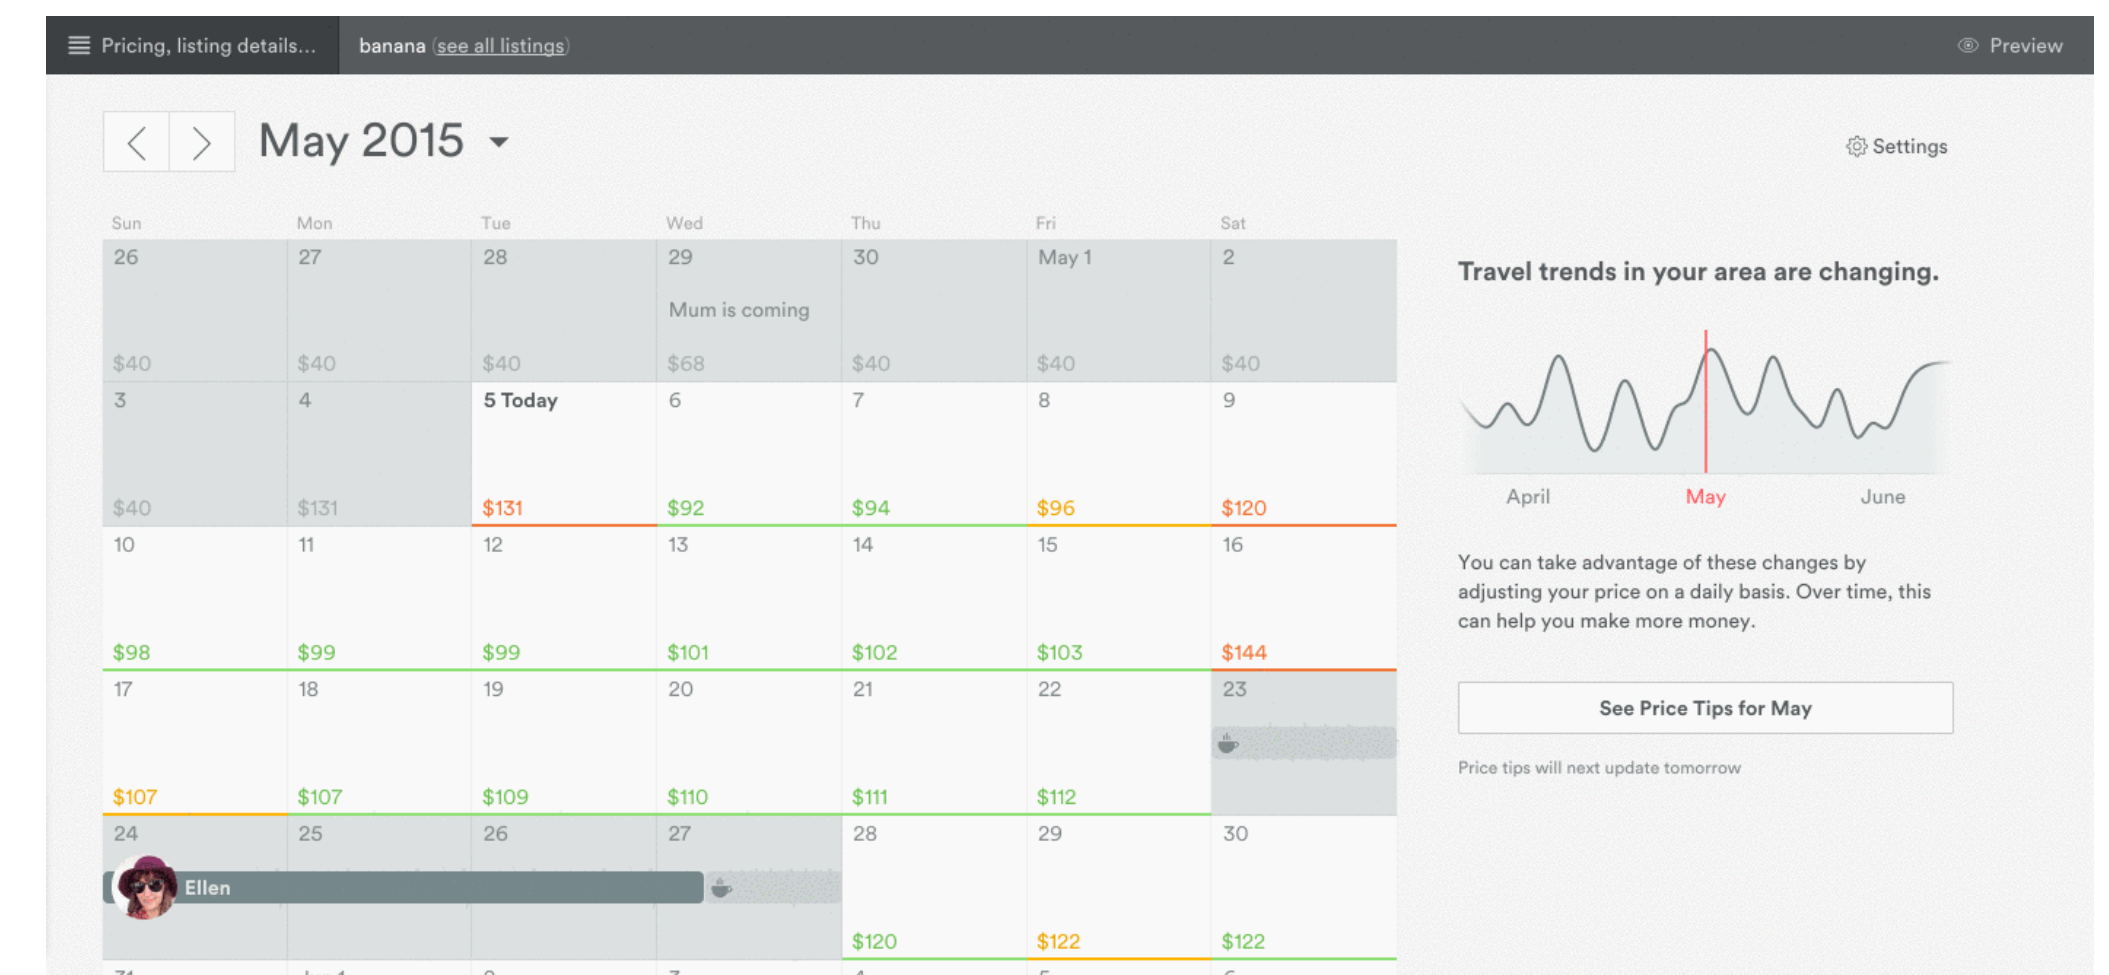 Pricing, listing details...
banana (see all listings)
Preview
May 2015
Settings
Sun Mon Tue Wed Thu Fri Sat
26 27 28 29 30 May 1 2
Mum is coming
$40 $40 $40 $68 $40 $40 $40
3 4 5 Today 6 7 8 9
$40 $131 $131 $92 $94 $96 $120
10 11 12 13 14 15 16
$98 $99 $99 $101 $102 $103 $144
17 18 19 20 21 22 23
$107 $107 $109 $110 $111 $112
24 25 26 27 28 29 30
Ellen
$120 $122 $122
Travel trends in your area are changing.
April May June
You can take advantage of these changes by
adjusting your price on a daily basis. Over time, this
can help you make more money.
See Price Tips for May
Price tips will next update tomorrow